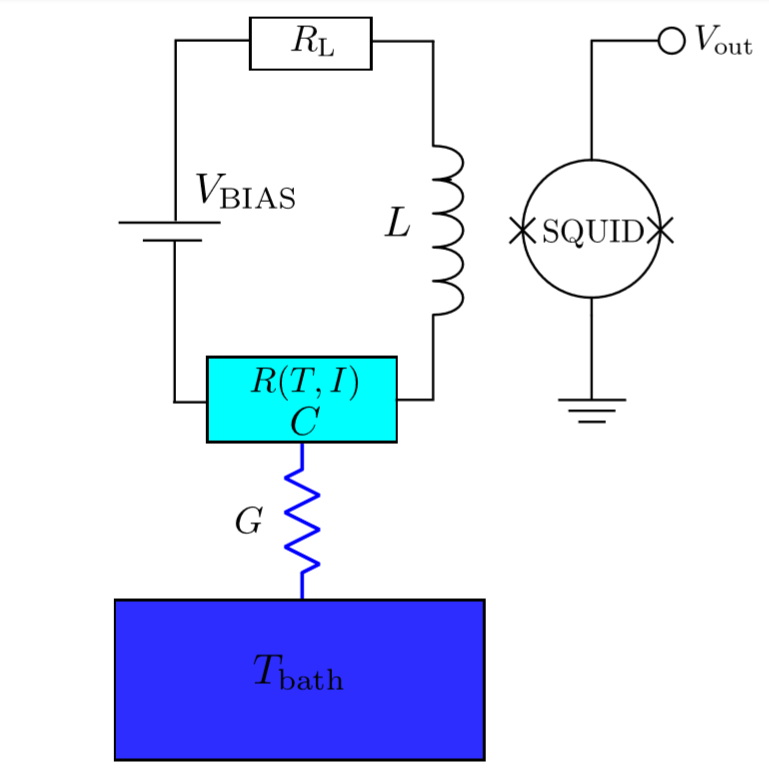 R_L
V_out
V_BIAS
L
SQUID
R(T, I)
C
G
T_bath